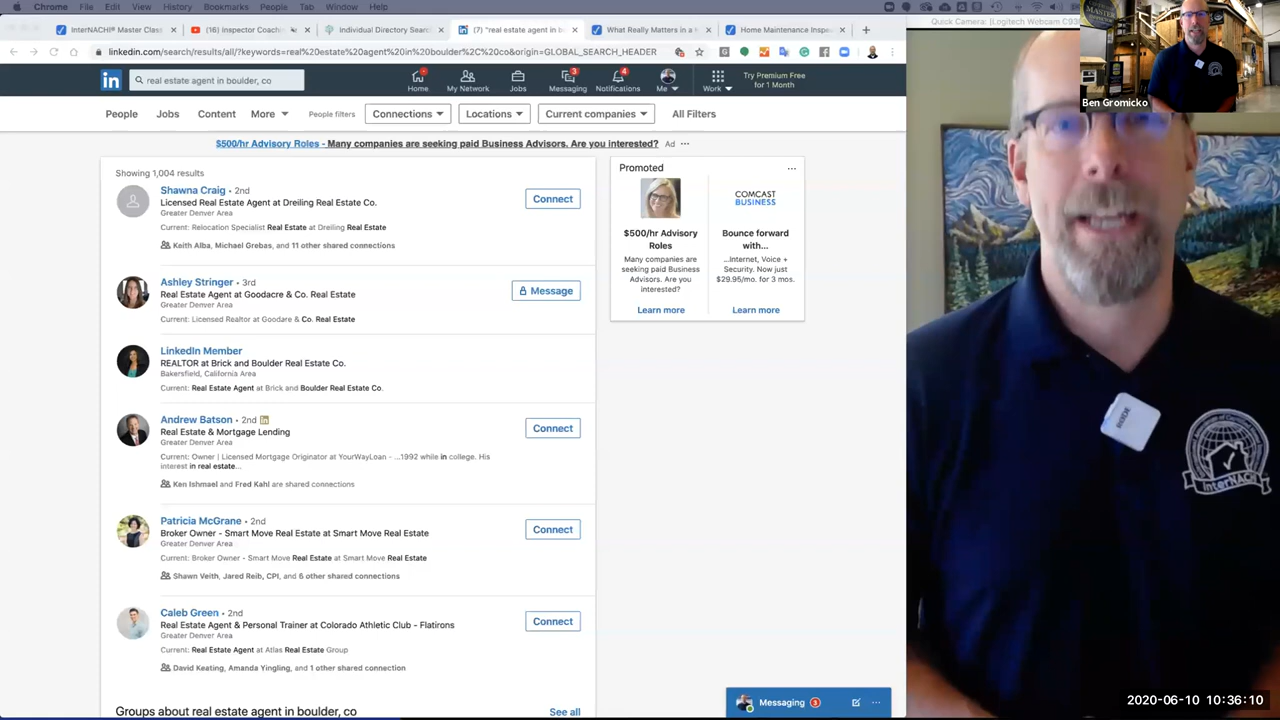 Chrome File Edit View History Bookmarks People Tab Window Help
InterNACHI® Master Class
(16) Inspector Coachi
Individual Directory Search
(7) "real estate agent in b
What Really Matters in a H
Home Maintenance Inspe
Quick Camera: [Logitech Webcam C93
linkedin.com/search/results/all/?keywords=real%20estate%20agent%20in%20boulder%2C%20co&origin=GLOBAL_SEARCH_HEADER
in real estate agent in boulder, co
Home My Network Jobs Messaging 3 Notifications 4 Me Work
Try Premium Free
for 1 Month
People Jobs Content More People filters Connections Locations Current companies All Filters
$500/hr Advisory Roles - Many companies are seeking paid Business Advisors. Are you interested? Ad ...
Showing 1,004 results
Shawna Craig • 2nd
Licensed Real Estate Agent at Dreiling Real Estate Co.
Greater Denver Area
Current: Relocation Specialist Real Estate at Dreiling Real Estate
Keith Alba, Michael Grebas, and 11 other shared connections
Connect
Ashley Stringer • 3rd
Real Estate Agent at Goodacre & Co. Real Estate
Greater Denver Area
Current: Licensed Realtor at Goodare & Co. Real Estate
Message
LinkedIn Member
REALTOR at Brick and Boulder Real Estate Co.
Bakersfield, California Area
Current: Real Estate Agent at Brick and Boulder Real Estate Co.
Andrew Batson • 2nd in
Real Estate & Mortgage Lending
Greater Denver Area
Current: Owner | Licensed Mortgage Originator at YourWayLoan - ...1992 while in college. His
interest in real estate...
Ken Ishmael and Fred Kahl are shared connections
Connect
Patricia McGrane • 2nd
Broker Owner - Smart Move Real Estate at Smart Move Real Estate
Greater Denver Area
Current: Broker Owner - Smart Move Real Estate at Smart Move Real Estate
Shawn Veith, Jared Reib, CPI, and 6 other shared connections
Connect
Caleb Green • 2nd
Real Estate Agent & Personal Trainer at Colorado Athletic Club - Flatirons
Greater Denver Area
Current: Real Estate Agent at Atlas Real Estate Group
David Keating, Amanda Yingling, and 1 other shared connection
Connect
Groups about real estate agent in boulder, co
See all
Promoted ...
$500/hr Advisory
Roles
Many companies are
seeking paid Business
Advisors. Are you
interested?
Learn more
COMCAST
BUSINESS
Bounce forward
with...
...Internet, Voice +
Security. Now just
$29.95/mo. for 3 mos.
Learn more
Messaging 3 ...
MASTER
Ben Gromicko
RODE
InterNACHI
2020-06-10 10:36:10